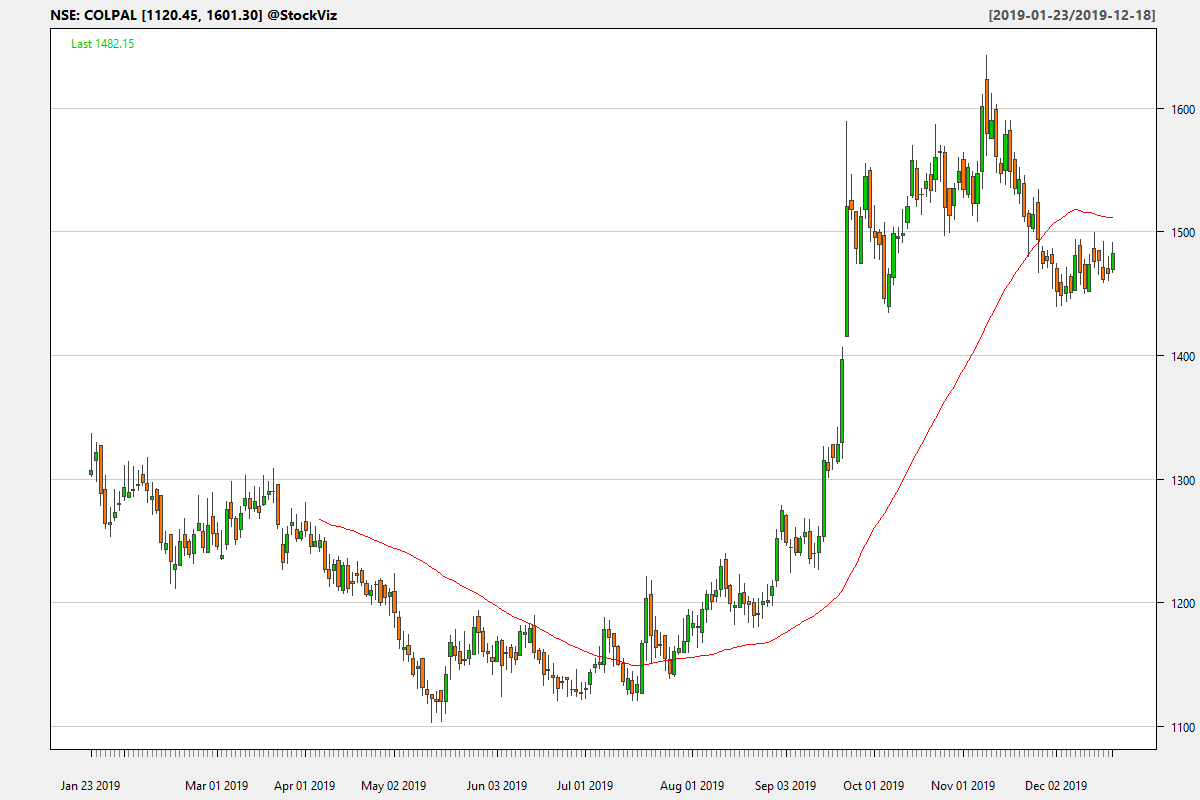 NSE: COLPAL [1120.45, 1601.30] @StockViz
[2019-01-23/2019-12-18]
Last 1482.15
1600
1500
1400
1300
1200
1100
Jan 23 2019 Mar 01 2019 Apr 01 2019 May 02 2019 Jun 03 2019 Jul 01 2019 Aug 01 2019 Sep 03 2019 Oct 01 2019 Nov 01 2019 Dec 02 2019